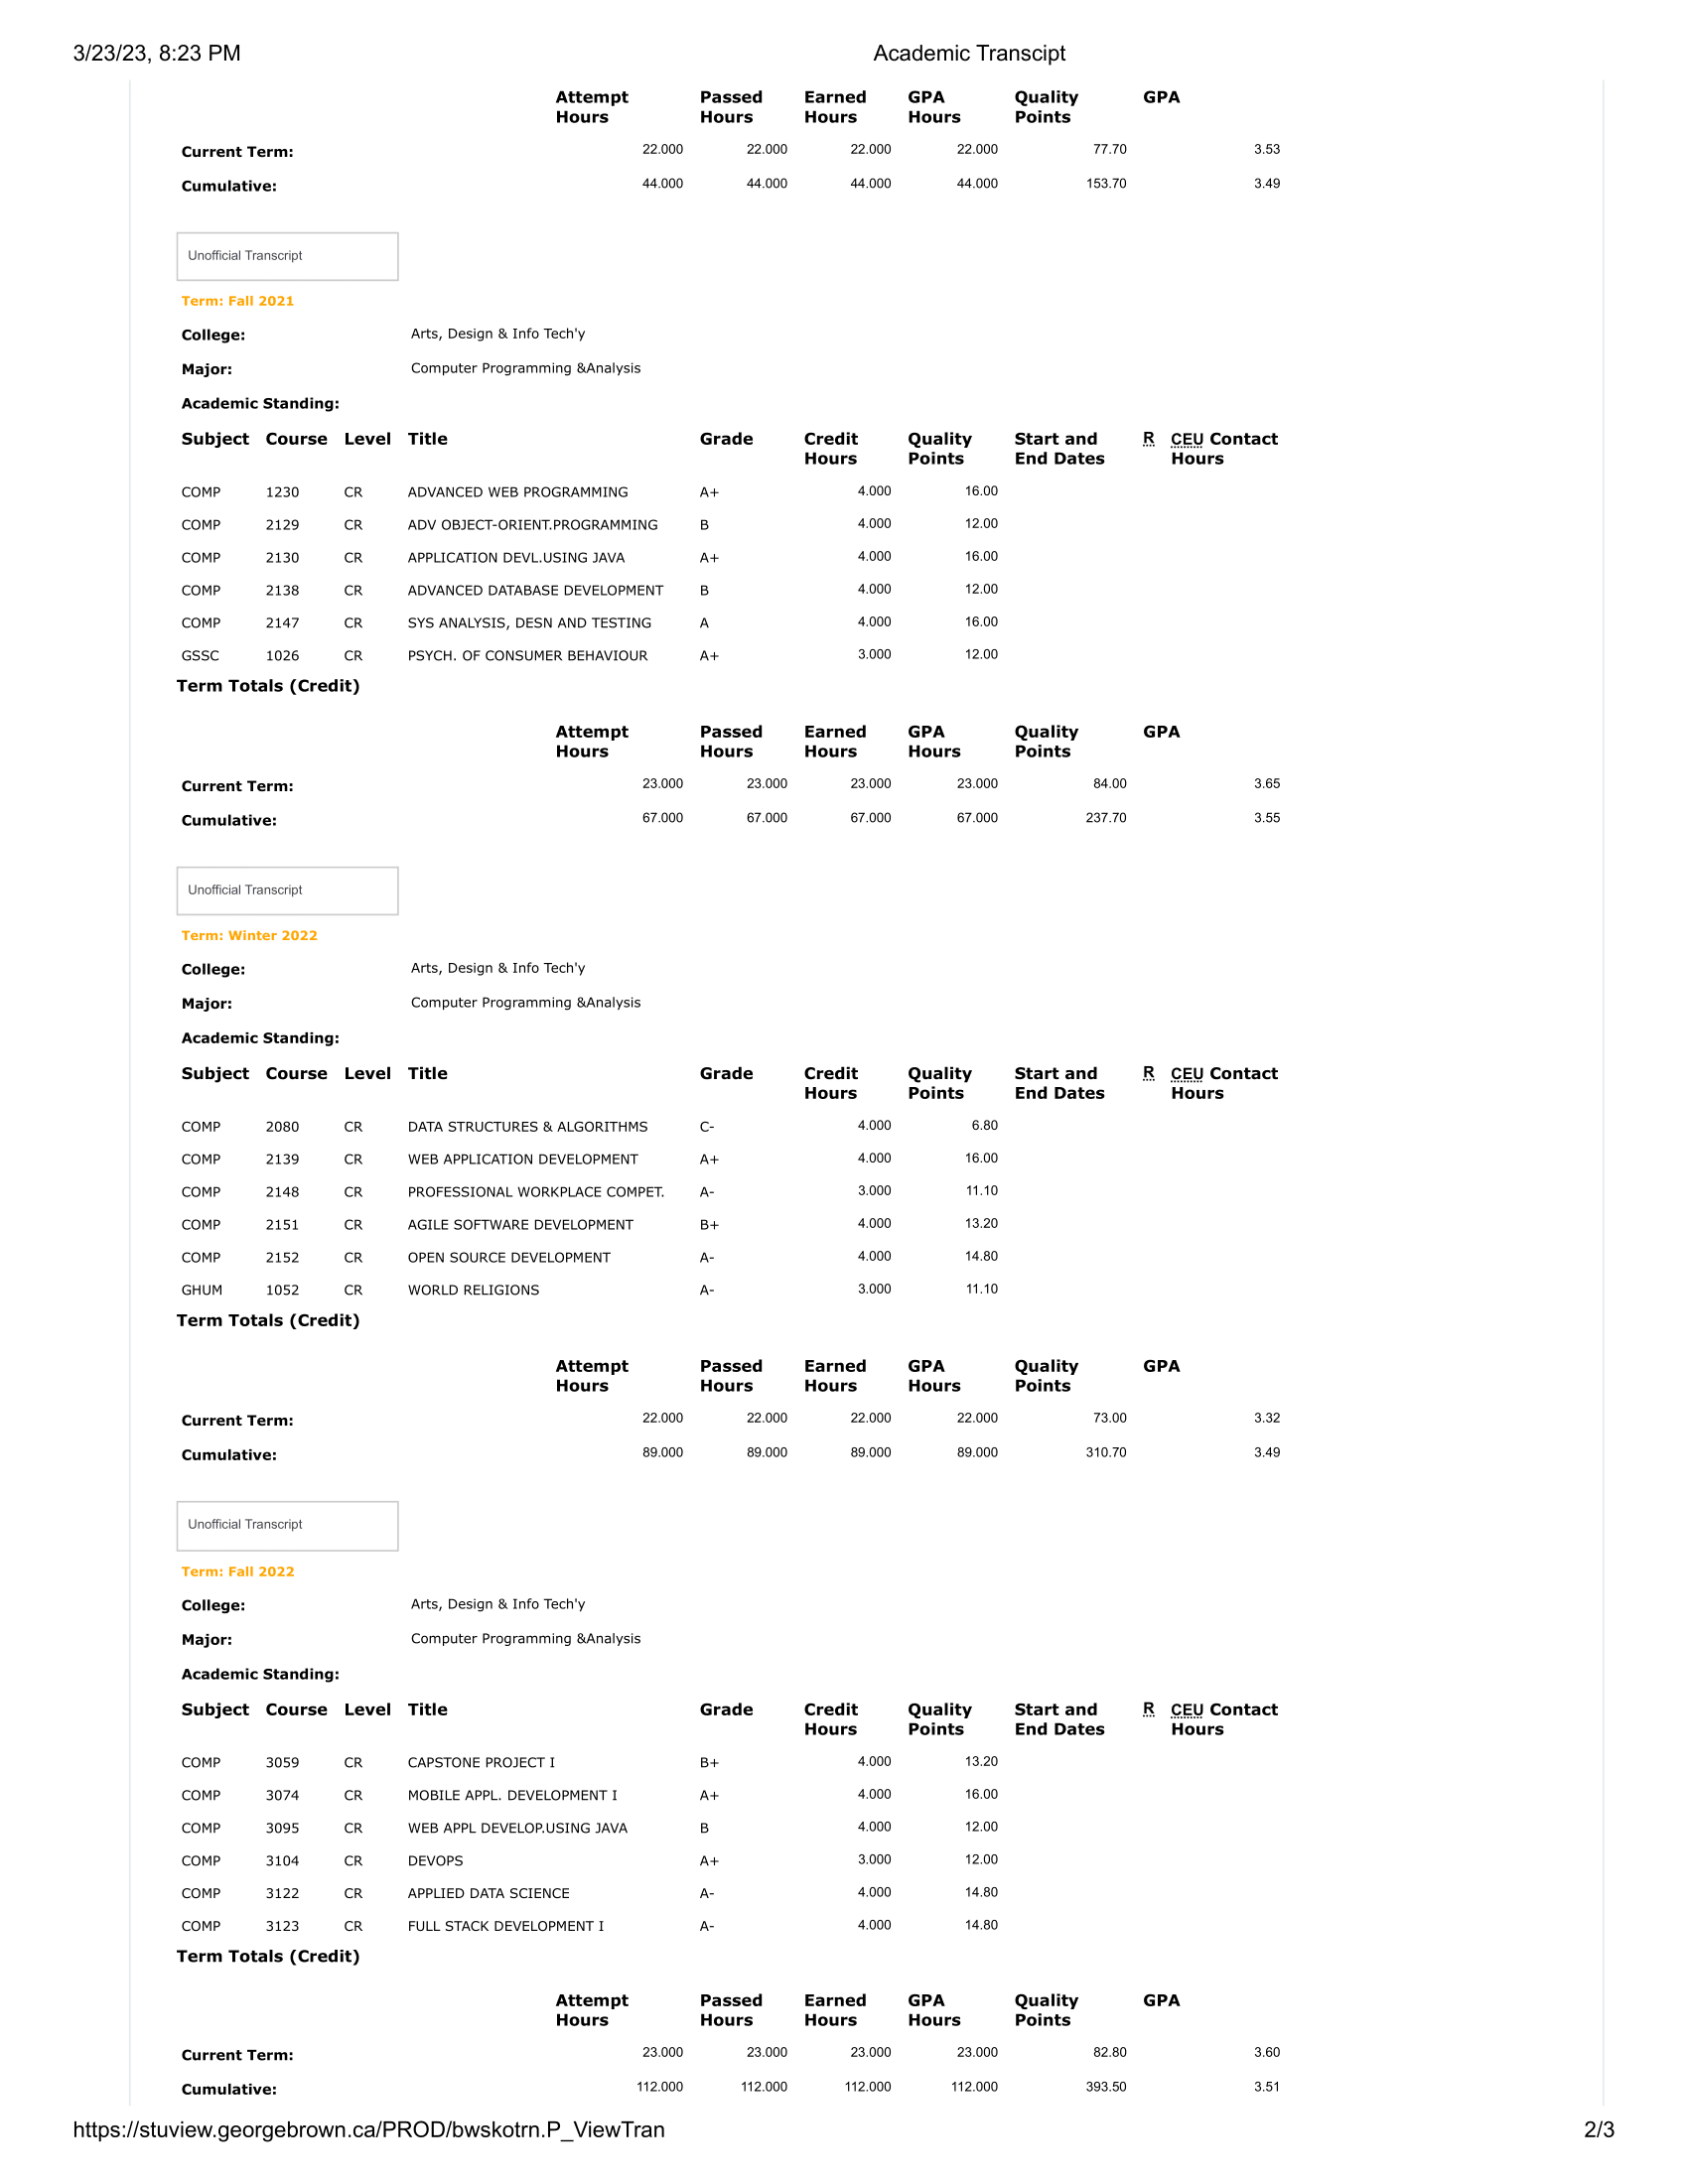 3/23/23, 8:23 PM Academic Transcipt
Attempt Hours Passed Hours Earned Hours GPA Hours Quality Points GPA
Current Term: 22.000 22.000 22.000 22.000 77.70 3.53
Cumulative: 44.000 44.000 44.000 44.000 153.70 3.49
Unofficial Transcript
Term: Fall 2021
College: Arts, Design & Info Tech'y
Major: Computer Programming &Analysis
Academic Standing:
Subject Course Level Title Grade Credit Hours Quality Points Start and End Dates R CEU Contact Hours
COMP 1230 CR ADVANCED WEB PROGRAMMING A+ 4.000 16.00
COMP 2129 CR ADV OBJECT-ORIENT.PROGRAMMING B 4.000 12.00
COMP 2130 CR APPLICATION DEVL.USING JAVA A+ 4.000 16.00
COMP 2138 CR ADVANCED DATABASE DEVELOPMENT B 4.000 12.00
COMP 2147 CR SYS ANALYSIS, DESN AND TESTING A 4.000 16.00
GSSC 1026 CR PSYCH. OF CONSUMER BEHAVIOUR A+ 3.000 12.00
Term Totals (Credit)
Attempt Hours Passed Hours Earned Hours GPA Hours Quality Points GPA
Current Term: 23.000 23.000 23.000 23.000 84.00 3.65
Cumulative: 67.000 67.000 67.000 67.000 237.70 3.55
Unofficial Transcript
Term: Winter 2022
College: Arts, Design & Info Tech'y
Major: Computer Programming &Analysis
Academic Standing:
Subject Course Level Title Grade Credit Hours Quality Points Start and End Dates R CEU Contact Hours
COMP 2080 CR DATA STRUCTURES & ALGORITHMS C- 4.000 6.80
COMP 2139 CR WEB APPLICATION DEVELOPMENT A+ 4.000 16.00
COMP 2148 CR PROFESSIONAL WORKPLACE COMPET. A- 3.000 11.10
COMP 2151 CR AGILE SOFTWARE DEVELOPMENT B+ 4.000 13.20
COMP 2152 CR OPEN SOURCE DEVELOPMENT A- 4.000 14.80
GHUM 1052 CR WORLD RELIGIONS A- 3.000 11.10
Term Totals (Credit)
Attempt Hours Passed Hours Earned Hours GPA Hours Quality Points GPA
Current Term: 22.000 22.000 22.000 22.000 73.00 3.32
Cumulative: 89.000 89.000 89.000 89.000 310.70 3.49
Unofficial Transcript
Term: Fall 2022
College: Arts, Design & Info Tech'y
Major: Computer Programming &Analysis
Academic Standing:
Subject Course Level Title Grade Credit Hours Quality Points Start and End Dates R CEU Contact Hours
COMP 3059 CR CAPSTONE PROJECT I B+ 4.000 13.20
COMP 3074 CR MOBILE APPL. DEVELOPMENT I A+ 4.000 16.00
COMP 3095 CR WEB APPL DEVELOP.USING JAVA B 4.000 12.00
COMP 3104 CR DEVOPS A+ 3.000 12.00
COMP 3122 CR APPLIED DATA SCIENCE A- 4.000 14.80
COMP 3123 CR FULL STACK DEVELOPMENT I A- 4.000 14.80
Term Totals (Credit)
Attempt Hours Passed Hours Earned Hours GPA Hours Quality Points GPA
Current Term: 23.000 23.000 23.000 23.000 82.80 3.60
Cumulative: 112.000 112.000 112.000 112.000 393.50 3.51
https://stuview.georgebrown.ca/PROD/bwskotrn.P_ViewTran 2/3